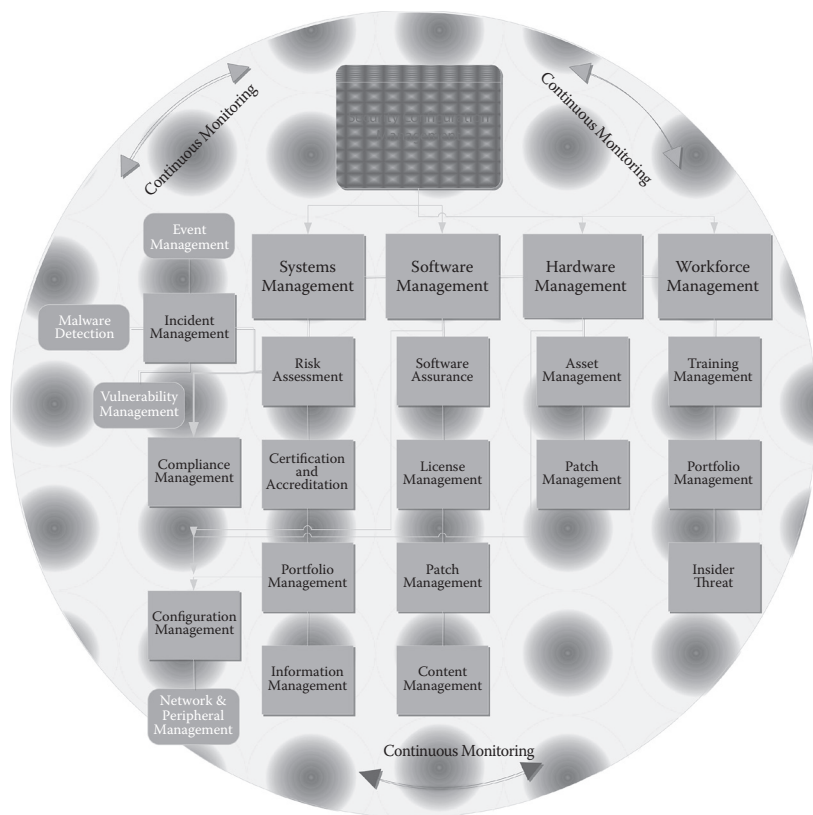 Continuous Monitoring
Continuous Monitoring
Event
Management
Systems
Management
Software
Management
Hardware
Management
Workforce
Management
Malware
Detection
Incident
Management
Risk
Assessment
Software
Assurance
Asset
Management
Training
Management
Vulnerability
Management
Compliance
Management
Certification
and
Accreditation
License
Management
Patch
Management
Portfolio
Management
Portfolio
Management
Patch
Management
Insider
Threat
Configuration
Management
Information
Management
Content
Management
Network &
Peripheral
Management
Continuous Monitoring